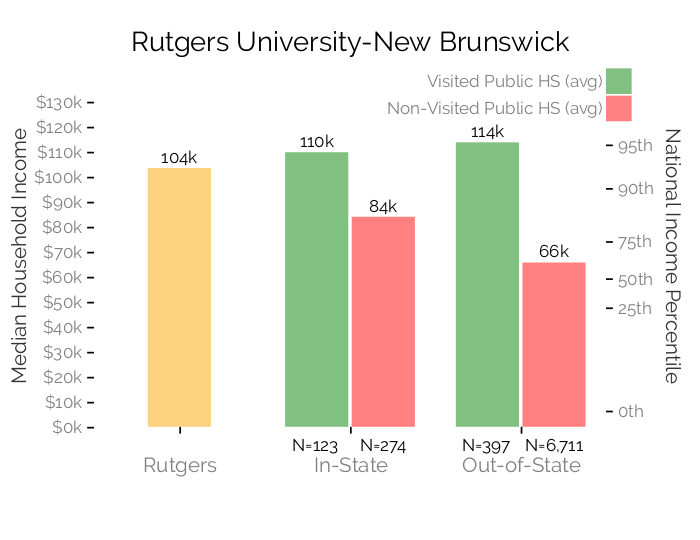 Rutgers University-New Brunswick
Visited Public HS (avg)
Non-Visited Public HS (avg)
Median Household Income
$130k
$120k
$110k
$100k
$90k
$80k
$70k
$60k
$50k
$40k
$30k
$20k
$10k
$0k
104k
110k
84k
114k
66k
95th
90th
75th
50th
25th
0th
National Income Percentile
N=123 N=274 N=397 N=6,711
Rutgers In-State Out-of-State